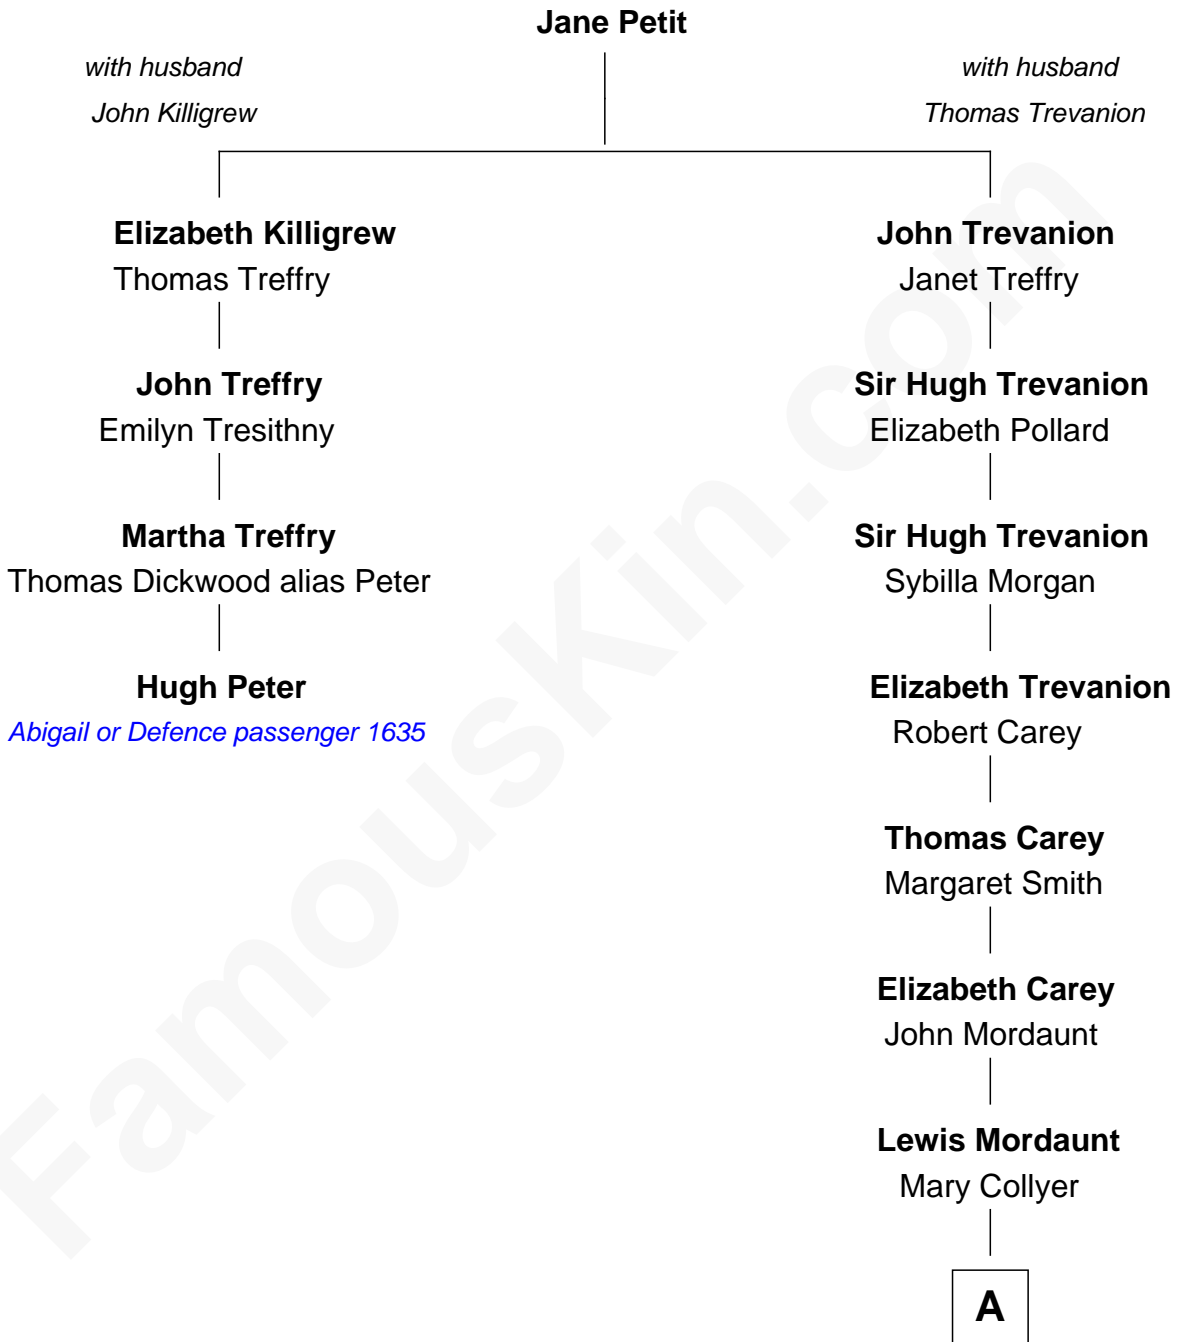 Jane Petit
with husband
John Killigrew
with husband
Thomas Trevanion
Elizabeth Killigrew
Thomas Treffry
John Treffry
Emilyn Tresithny
Martha Treffry
Thomas Dickwood alias Peter
Hugh Peter
Abigail or Defence passenger 1635
John Trevanion
Janet Treffry
Sir Hugh Trevanion
Elizabeth Pollard
Sir Hugh Trevanion
Sybilla Morgan
Elizabeth Trevanion
Robert Carey
Thomas Carey
Margaret Smith
Elizabeth Carey
John Mordaunt
Lewis Mordaunt
Mary Collyer
A
FamousKin.com